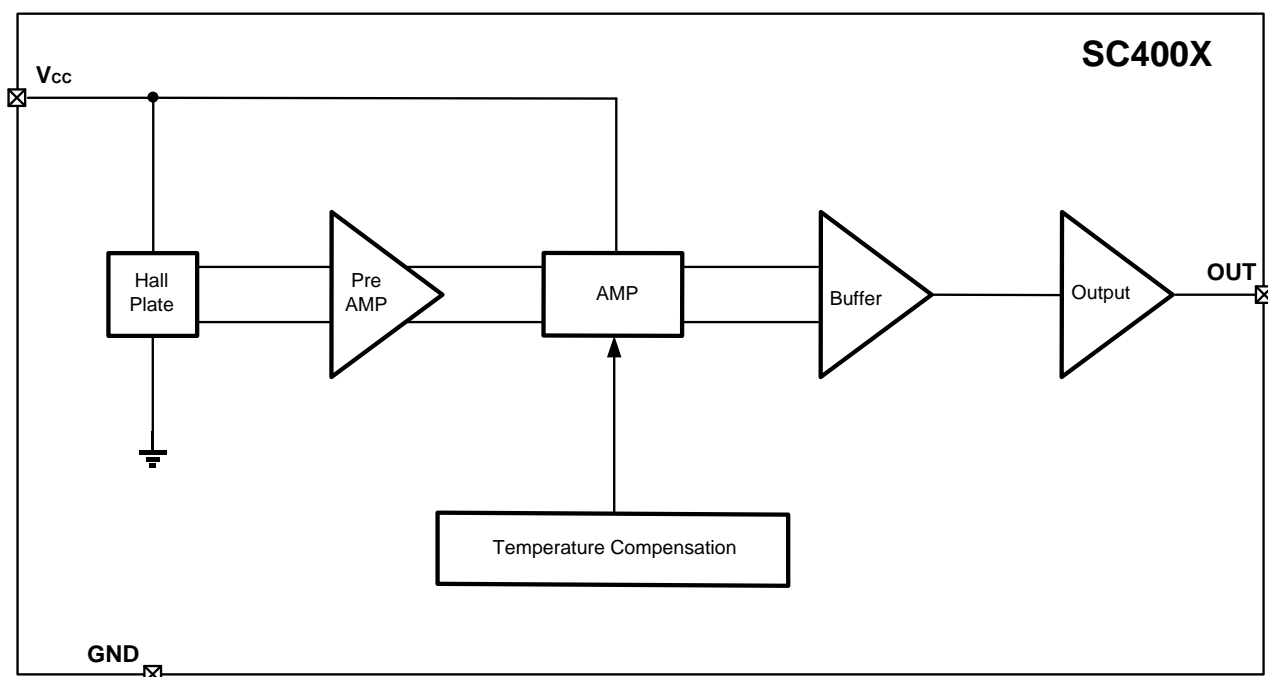 SC400X
Vcc
Hall
Plate
Pre
AMP
AMP
Buffer
Output
OUT
Temperature Compensation
GND